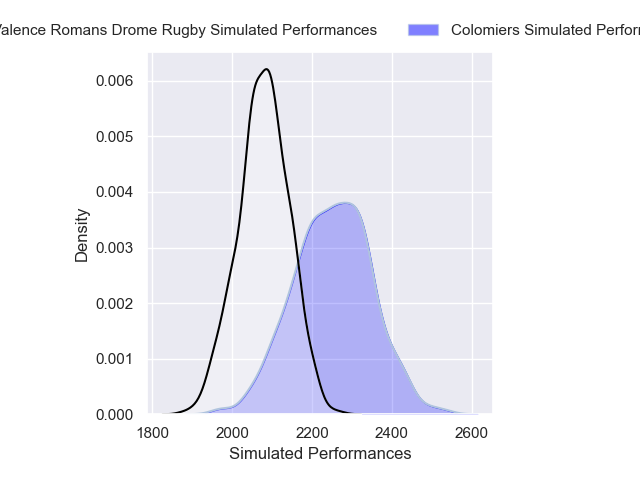 Valence Romans Drome Rugby Simulated Performances
Colomiers Simulated
0.006
0.005
0.004
0.003
0.002
0.001
0.000
Density
1800 2000 2200 2400 2600
Simulated Performances